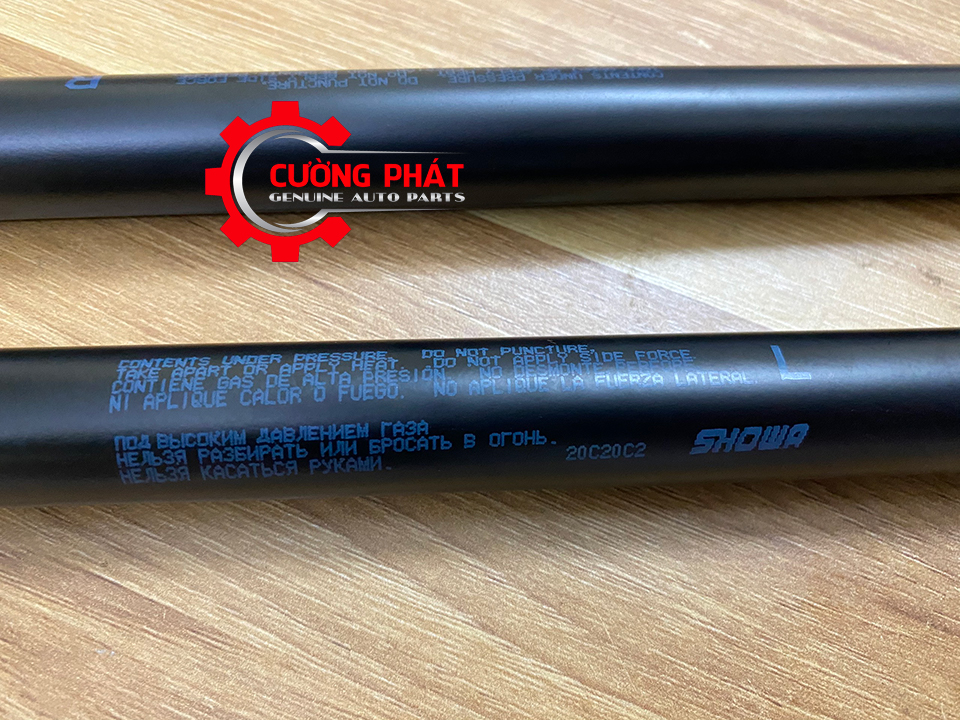 R
DO NOT PUNCTURE.
CONTENTS UNDER PRESSURE
CƯỜNG PHÁT
GENUINE AUTO PARTS
CONTENTS UNDER PRESSURE. DO NOT PUNCTURE.
TAKE APART OR APPLY HEAT. DO NOT APPLY SIDE FORCE.
CONTIENE GAS DE ALTA PRESIÓN. NO DESMONTE PERFORE
NI APLIQUE CALOR O FUEGO. NO APLIQUE LA FUERZA LATERAL.
L
ПОД ВЫСОКИМ ДАВЛЕНИЕМ ГАЗА
НЕЛЬЗЯ РАЗБИРАТЬ ИЛИ БРОСАТЬ В ОГОНЬ.
НЕЛЬЗЯ КАСАТЬСЯ РУКАМИ.
20C20C2
SHOWA